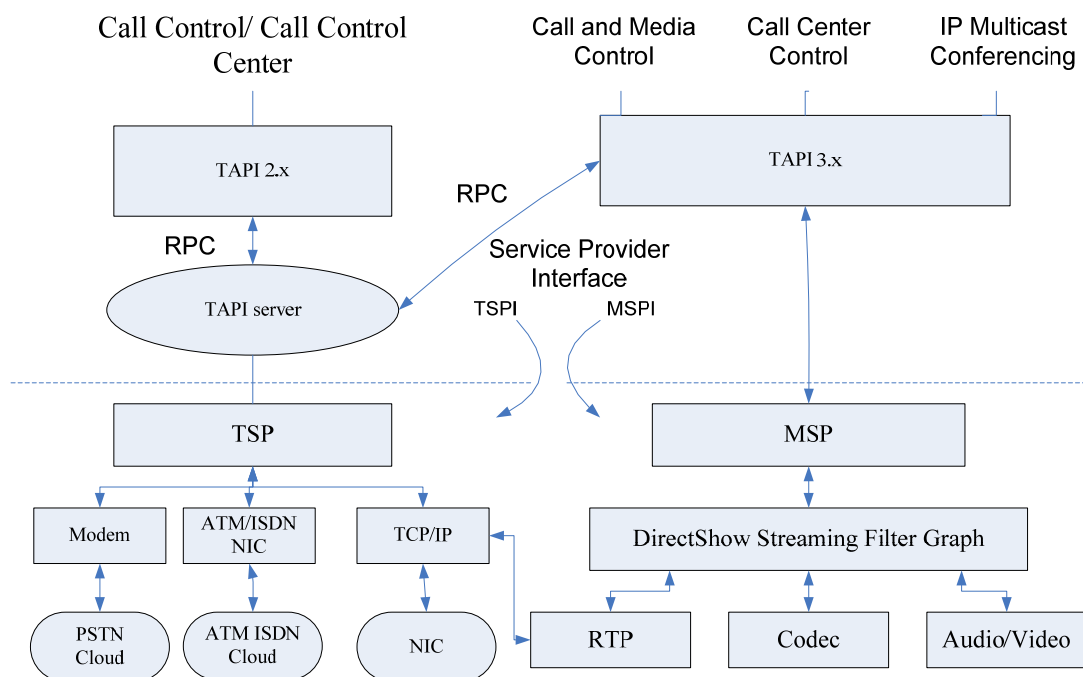 Call Control/ Call Control
Center
Call and Media
Control
Call Center
Control
IP Multicast
Conferencing
TAPI 2.x
TAPI 3.x
RPC
RPC
Service Provider
Interface
TAPI server
TSPI
MSPI
TSP
MSP
Modem
ATM/ISDN
NIC
TCP/IP
DirectShow Streaming Filter Graph
PSTN
Cloud
ATM ISDN
Cloud
NIC
RTP
Codec
Audio/Video